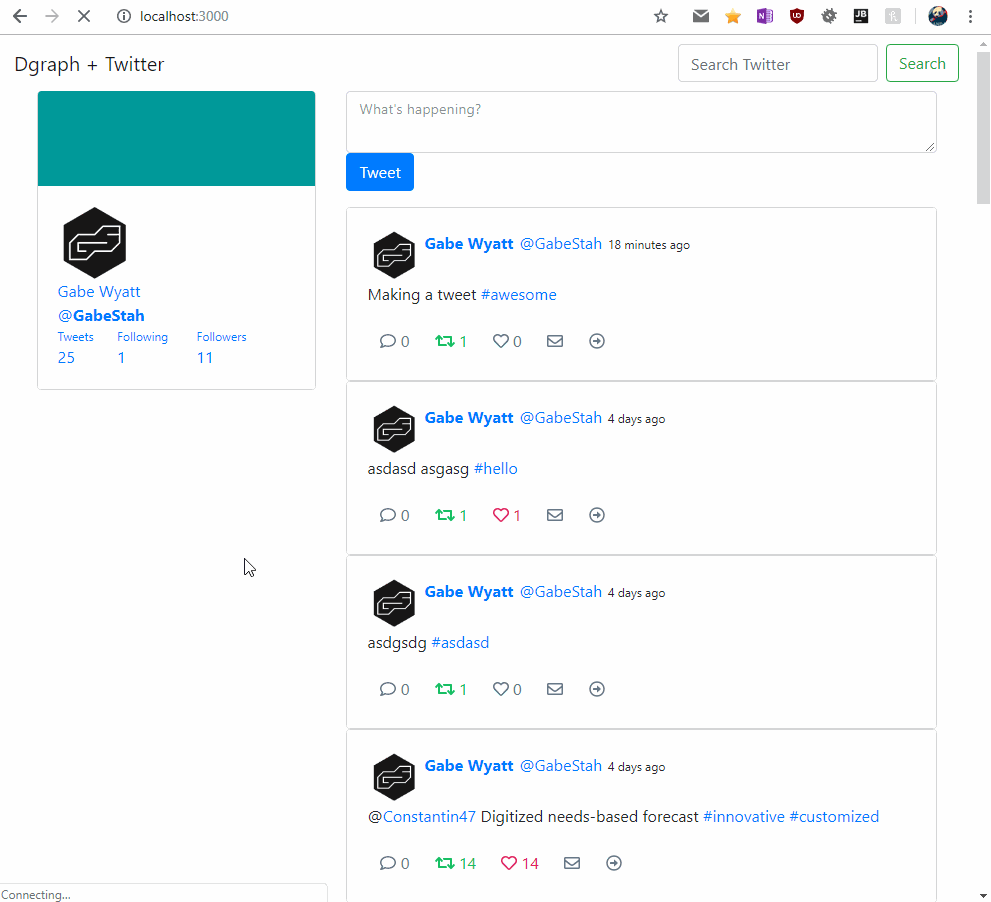 localhost:3000
Dgraph + Twitter
Search Twitter
Search
What's happening?
Tweet
Gabe Wyatt
@GabeStah
Tweets Following Followers
25 1 11
Gabe Wyatt @GabeStah 18 minutes ago
Making a tweet #awesome
0 1 0
Gabe Wyatt @GabeStah 4 days ago
asdasd asgasg #hello
0 1 1
Gabe Wyatt @GabeStah 4 days ago
asdgsdg #asdasd
0 1 0
Gabe Wyatt @GabeStah 4 days ago
@Constantin47 Digitized needs-based forecast #innovative #customized
0 14 14
Connecting...